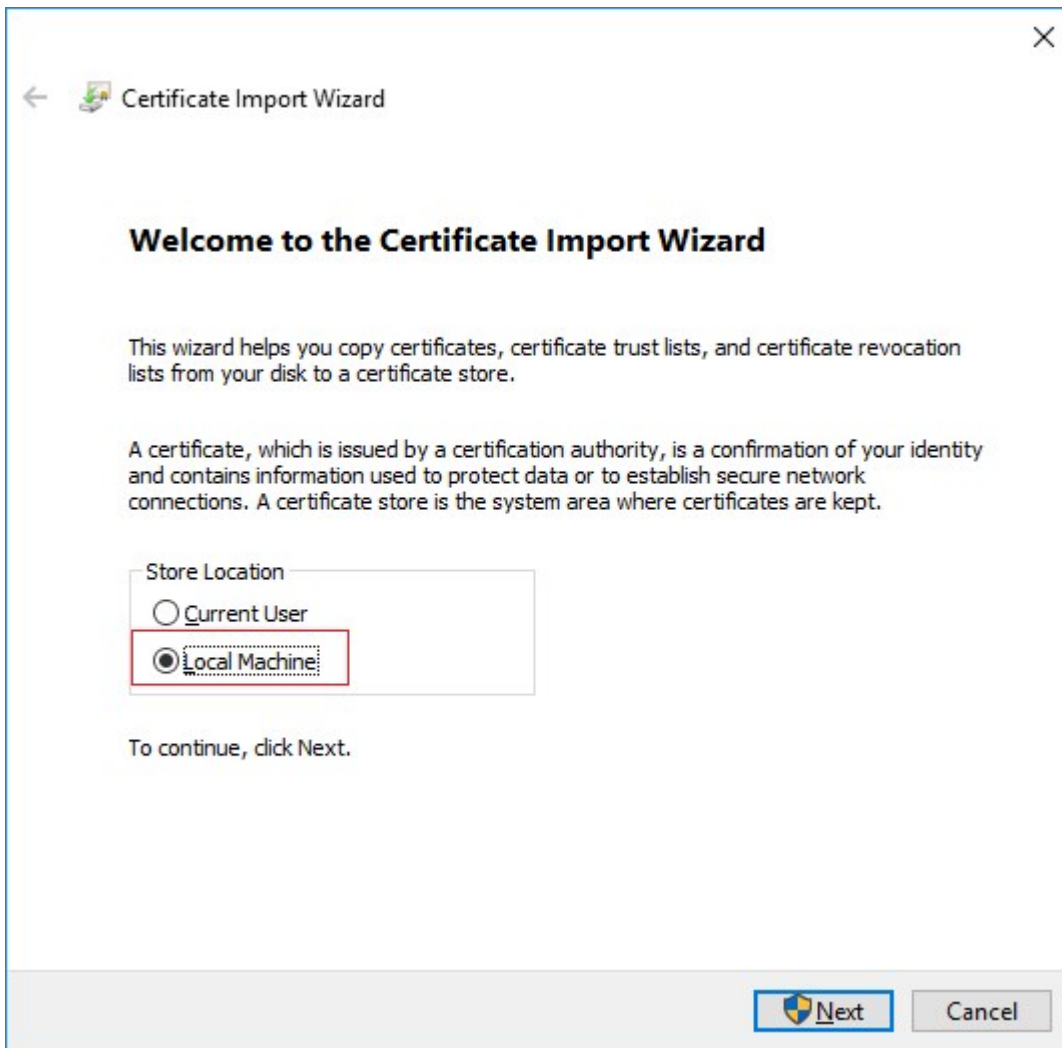 Certificate Import Wizard
Welcome to the Certificate Import Wizard
This wizard helps you copy certificates, certificate trust lists, and certificate revocation
lists from your disk to a certificate store.
A certificate, which is issued by a certification authority, is a confirmation of your identity
and contains information used to protect data or to establish secure network
connections. A certificate store is the system area where certificates are kept.
Store Location
Current User
Local Machine
To continue, click Next.
Next
Cancel